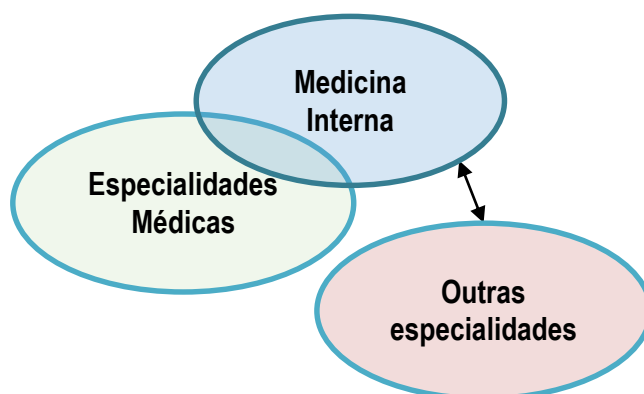 Medicina
Interna
Especialidades
Médicas
Outras
especialidades